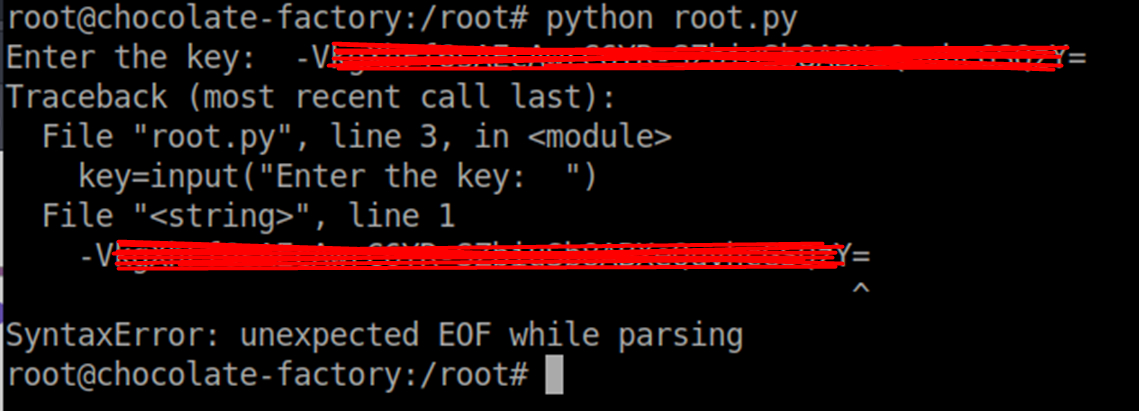 root@chocolate-factory:/root# python root.py
Enter the key:  -V Y=
Traceback (most recent call last):
  File "root.py", line 3, in <module>
    key=input("Enter the key:  ")
  File "<string>", line 1
    -V Y=
^
SyntaxError: unexpected EOF while parsing
root@chocolate-factory:/root#